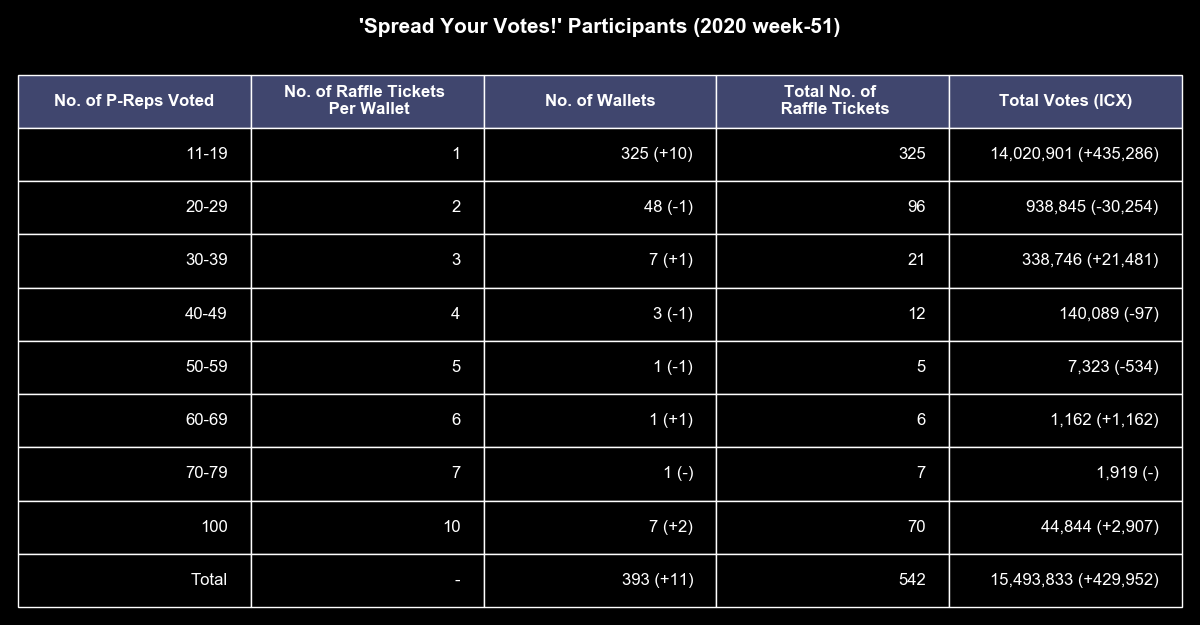 'Spread Your Votes!' Participants (2020 week-51)
No. of P-Reps Voted
No. of Raffle Tickets
Per Wallet
No. of Wallets
Total No. of
Raffle Tickets
Total Votes (ICX)
11-19 1 325 (+10) 325 14,020,901 (+435,286)
20-29 2 48 (-1) 96 938,845 (-30,254)
30-39 3 7 (+1) 21 338,746 (+21,481)
40-49 4 3 (-1) 12 140,089 (-97)
50-59 5 1 (-1) 5 7,323 (-534)
60-69 6 1 (+1) 6 1,162 (+1,162)
70-79 7 1 (-) 7 1,919 (-)
100 10 7 (+2) 70 44,844 (+2,907)
Total - 393 (+11) 542 15,493,833 (+429,952)